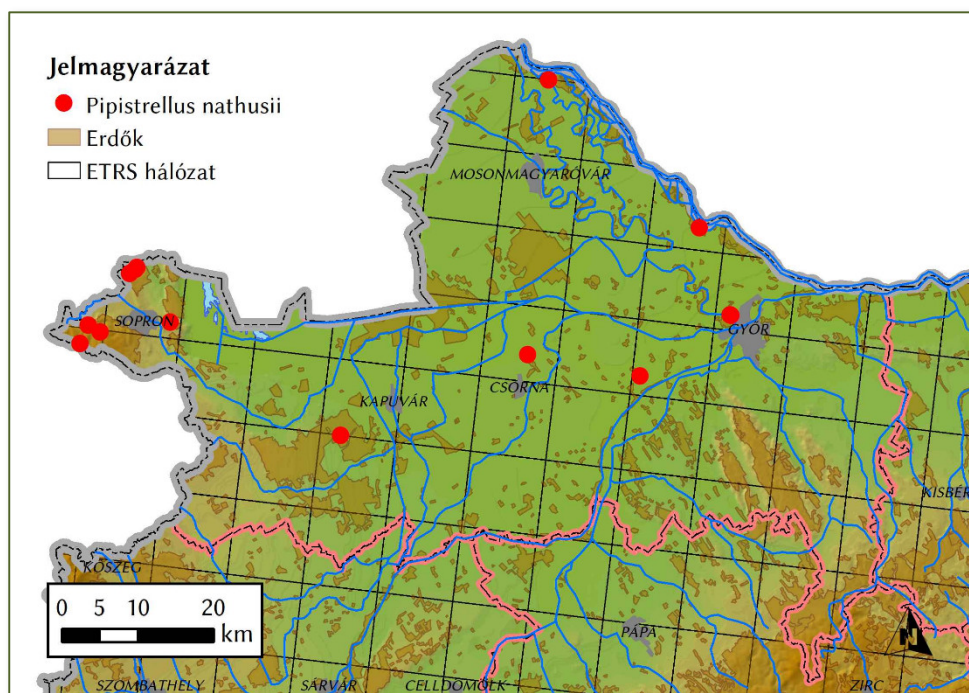 Jelmagyarázat
Pipistrellus nathusii
Erdők
ETRS hálózat
MOSONMAGYARÓVÁR
SOPRON
GYŐR
CSORNA
KAPUVÁR
KISBÉR
KŐSZEG
0 5 10 20
km
PÁPA
N
SZOMBATHELY
SÁRVÁR
CELLDÖMÖLK
ZIRC